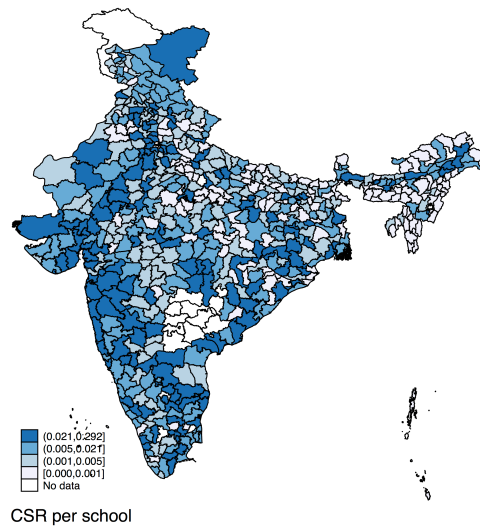 (0.021,0.292]
(0.005,0.021]
(0.001,0.005]
[0.000,0.001]
No data
CSR per school